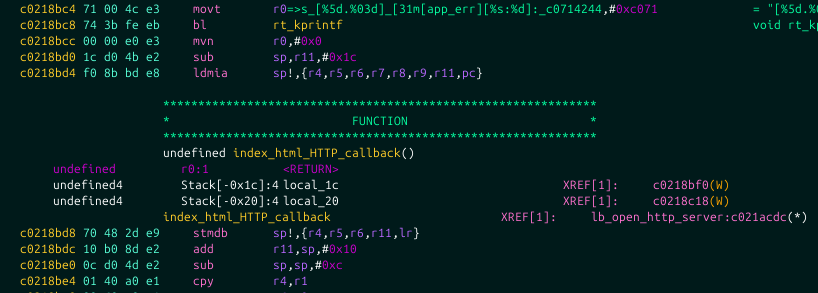 c0218bc4 71 00 4c e3 movt r0=>s_[%5d.%03d]_[31m[app_err][%s:%d]:_c0714244,#0xc071 = "[%5d.%0
c0218bc8 74 3b fe eb bl rt_kprintf void rt_k
c0218bcc 00 00 e0 e3 mvn r0,#0x0
c0218bd0 1c d0 4b e2 sub sp,r11,#0x1c
c0218bd4 f0 8b bd e8 ldmia sp!,{r4,r5,r6,r7,r8,r9,r11,pc}
*************************************************************
* FUNCTION *
*************************************************************
undefined index_html_HTTP_callback()
undefined r0:1 <RETURN>
undefined4 Stack[-0x1c]:4 local_1c XREF[1]: c0218bf0(W)
undefined4 Stack[-0x20]:4 local_20 XREF[1]: c0218c18(W)
index_html_HTTP_callback XREF[1]: lb_open_http_server:c021acdc(*)
c0218bd8 70 48 2d e9 stmdb sp!,{r4,r5,r6,r11,lr}
c0218bdc 10 b0 8d e2 add r11,sp,#0x10
c0218be0 0c d0 4d e2 sub sp,sp,#0xc
c0218be4 01 40 a0 e1 cpy r4,r1